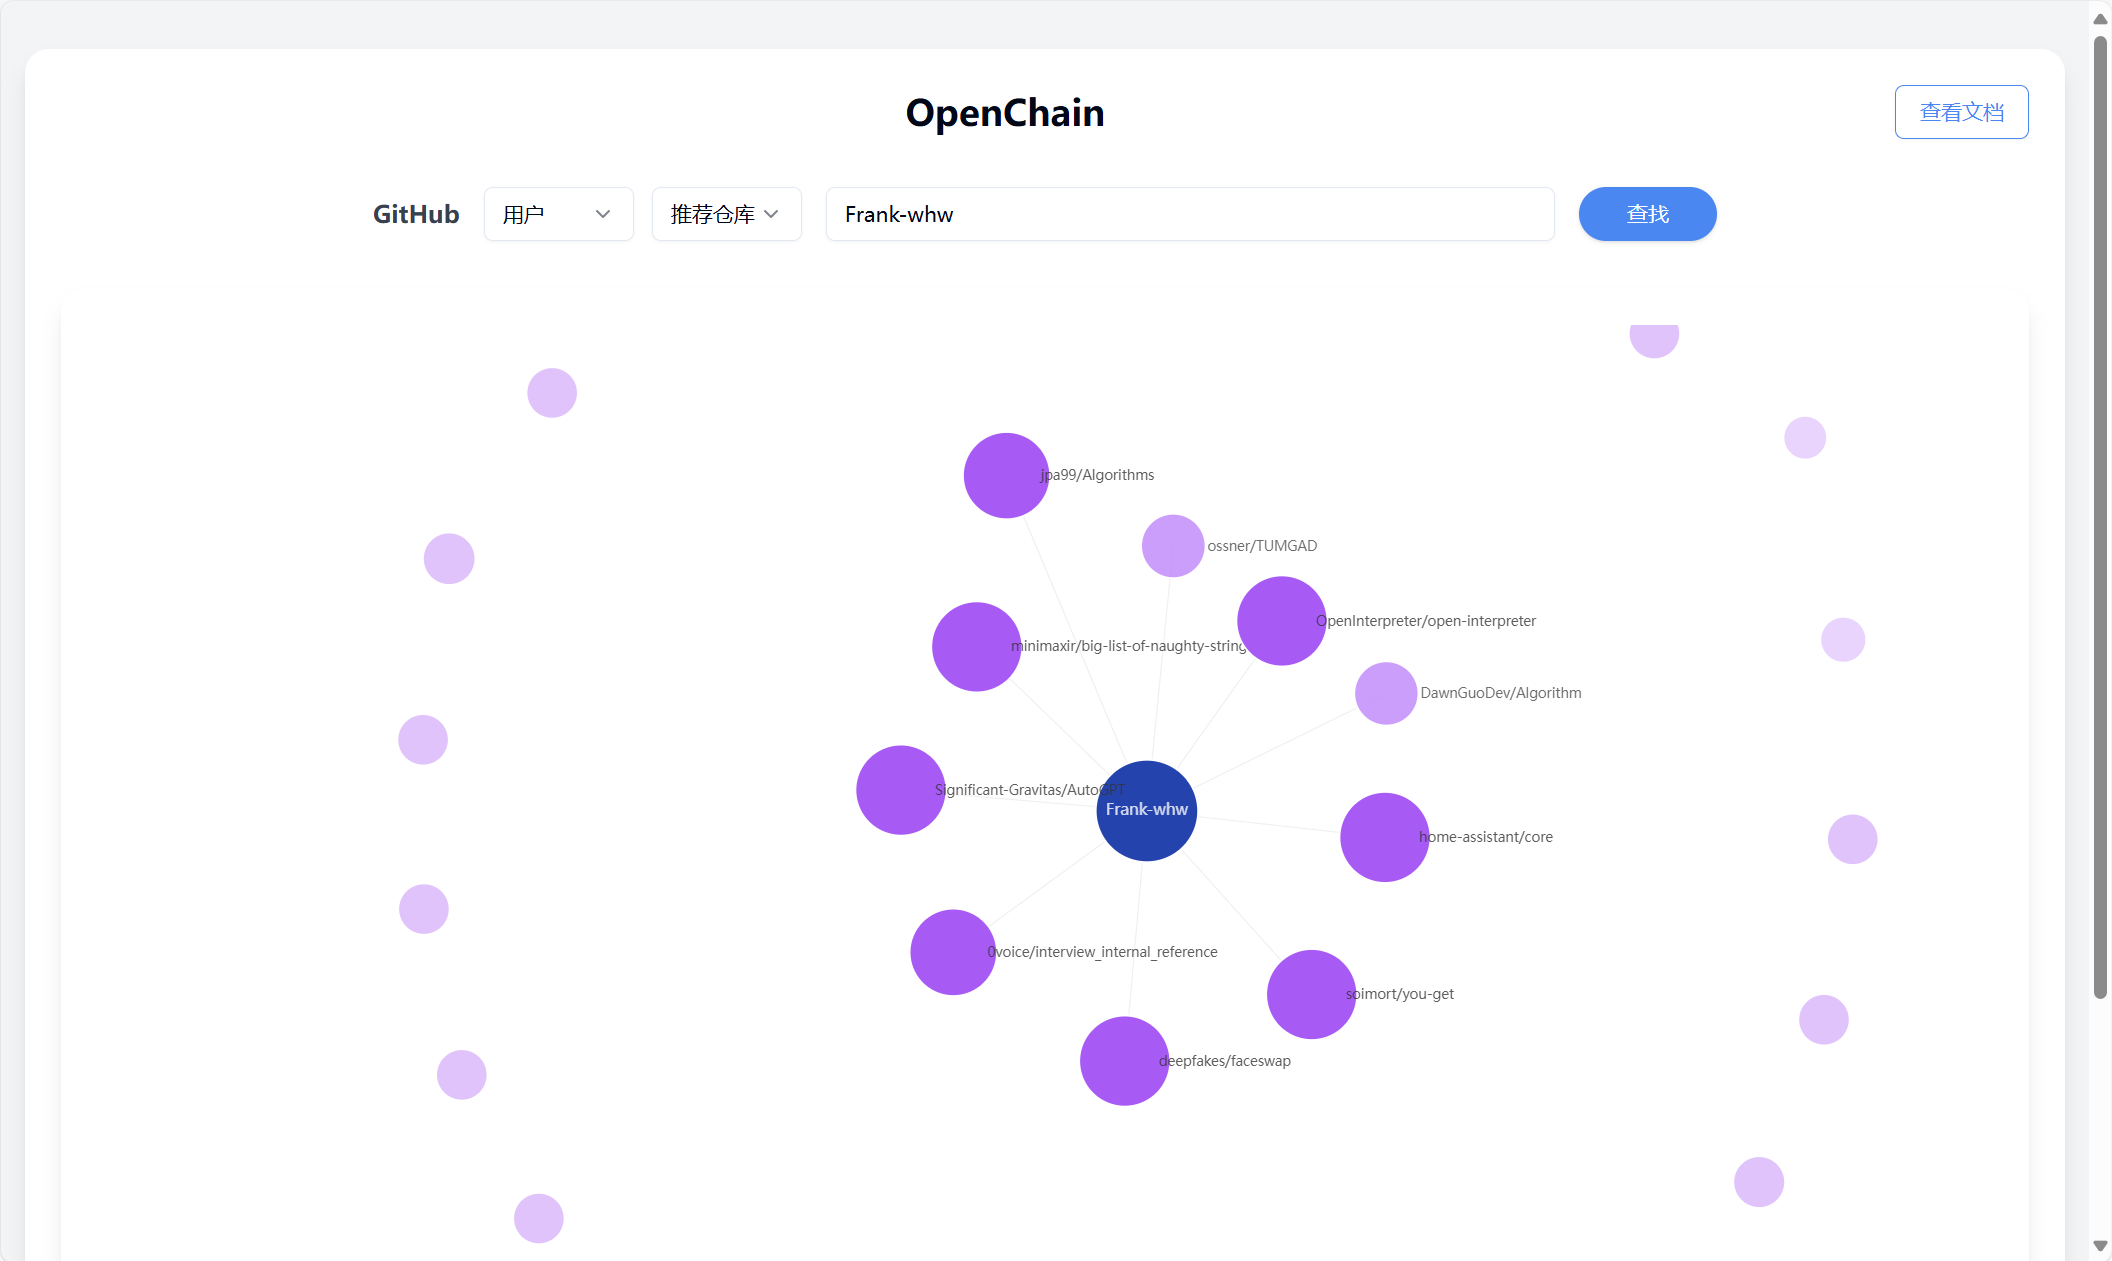 OpenChain
查看文档
GitHub
用户
推荐仓库
Frank-whw
查找
jpa99/Algorithms
ossner/TUMGAD
OpenInterpreter/open-interpreter
minimaxir/big-list-of-naughty-string
DawnGuoDev/Algorithm
Significant-Gravitas/AutoGPT
Frank-whw
home-assistant/core
0voice/interview_internal_reference
soimort/you-get
deepfakes/faceswap